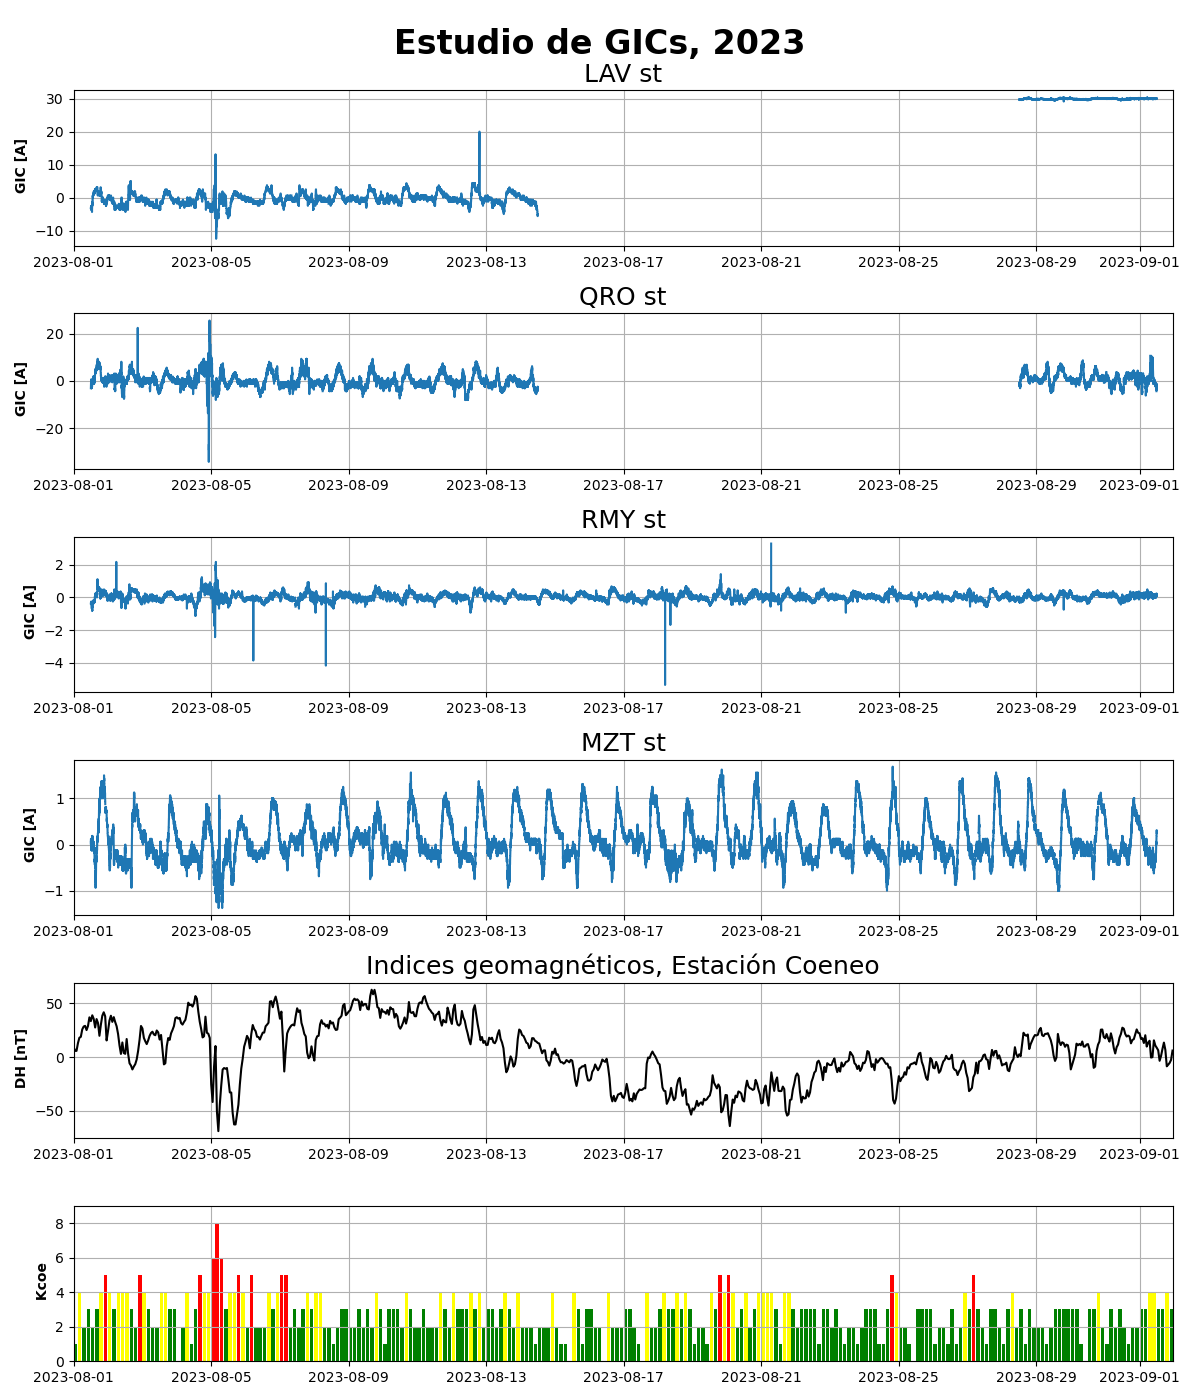 Estudio de GICs, 2023
LAV st
GIC [A]
30
20
10
0
−10
2023-08-01 2023-08-05 2023-08-09 2023-08-13 2023-08-17 2023-08-21 2023-08-25 2023-08-29 2023-09-01
QRO st
GIC [A]
20
0
−20
2023-08-01 2023-08-05 2023-08-09 2023-08-13 2023-08-17 2023-08-21 2023-08-25 2023-08-29 2023-09-01
RMY st
GIC [A]
2
0
−2
−4
2023-08-01 2023-08-05 2023-08-09 2023-08-13 2023-08-17 2023-08-21 2023-08-25 2023-08-29 2023-09-01
MZT st
GIC [A]
1
0
−1
2023-08-01 2023-08-05 2023-08-09 2023-08-13 2023-08-17 2023-08-21 2023-08-25 2023-08-29 2023-09-01
Indices geomagnéticos, Estación Coeneo
DH [nT]
50
0
−50
2023-08-01 2023-08-05 2023-08-09 2023-08-13 2023-08-17 2023-08-21 2023-08-25 2023-08-29 2023-09-01
Kcoe
8
6
4
2
0
2023-08-01 2023-08-05 2023-08-09 2023-08-13 2023-08-17 2023-08-21 2023-08-25 2023-08-29 2023-09-01